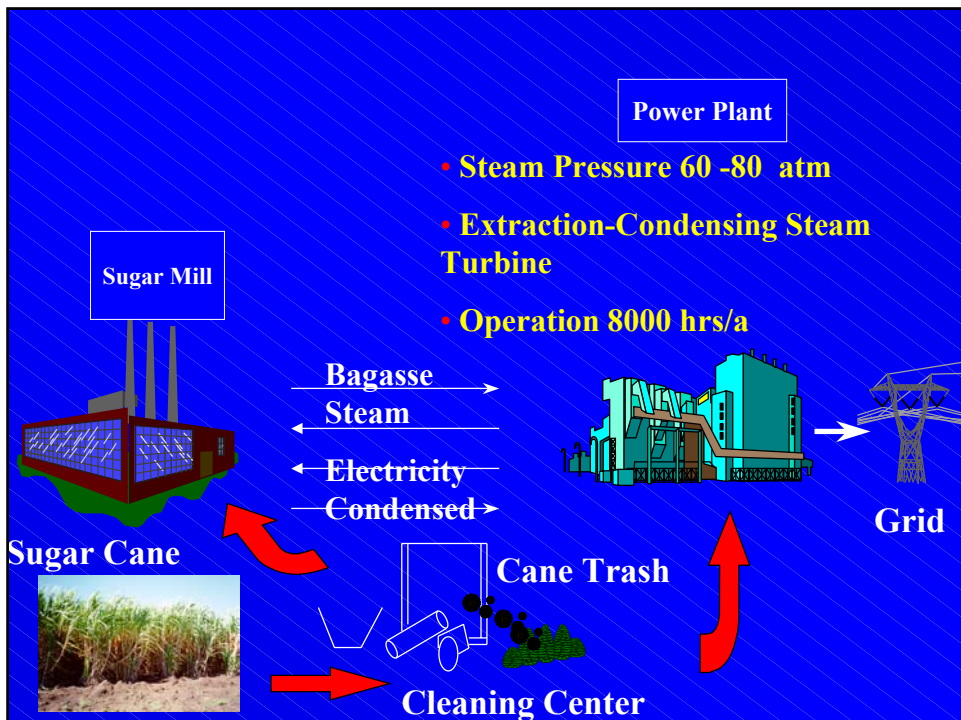 Power Plant
• Steam Pressure 60 -80 atm
• Extraction-Condensing Steam
Turbine
• Operation 8000 hrs/a
Sugar Mill
Bagasse
Steam
Electricity
Condensed
Grid
Sugar Cane
Cane Trash
Cleaning Center